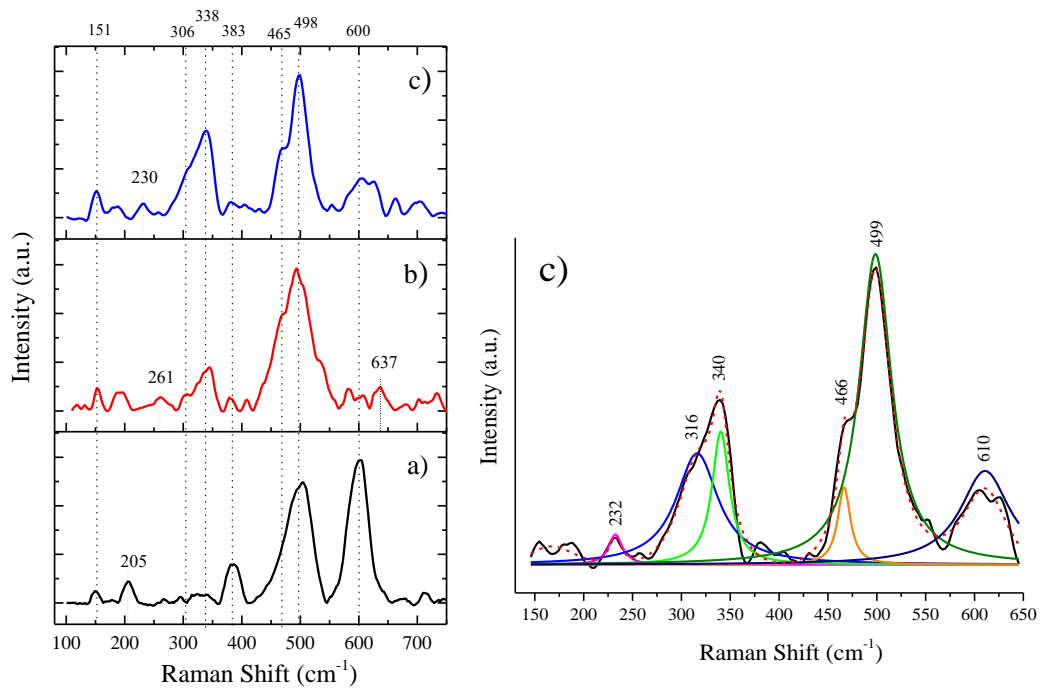 151 306 338 383 465 498 600
c)
230
b)
261
637
a)
205
100 200 300 400 500 600 700
Raman Shift (cm-1)
Intensity (a.u.)
Intensity (a.u.)
c)
499
340
466
316
610
232
150 200 250 300 350 400 450 500 550 600 650
Raman Shift (cm-1)
Intensity (a.u.)